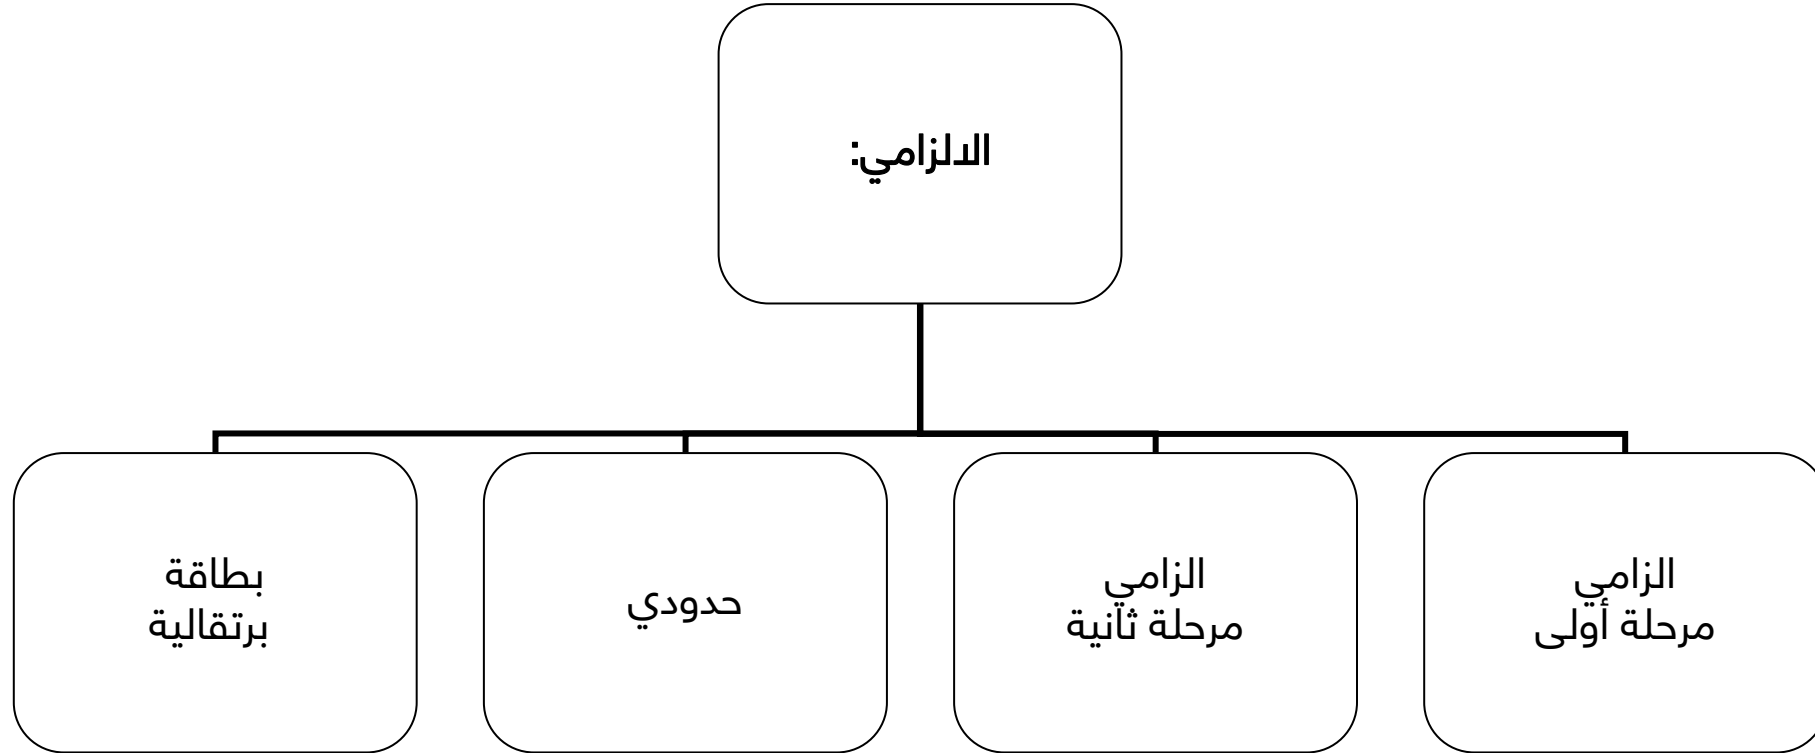 الالزامي:
الزامي
مرحلة أولى
الزامي
مرحلة ثانية
حدودي
بطاقة
برتقالية